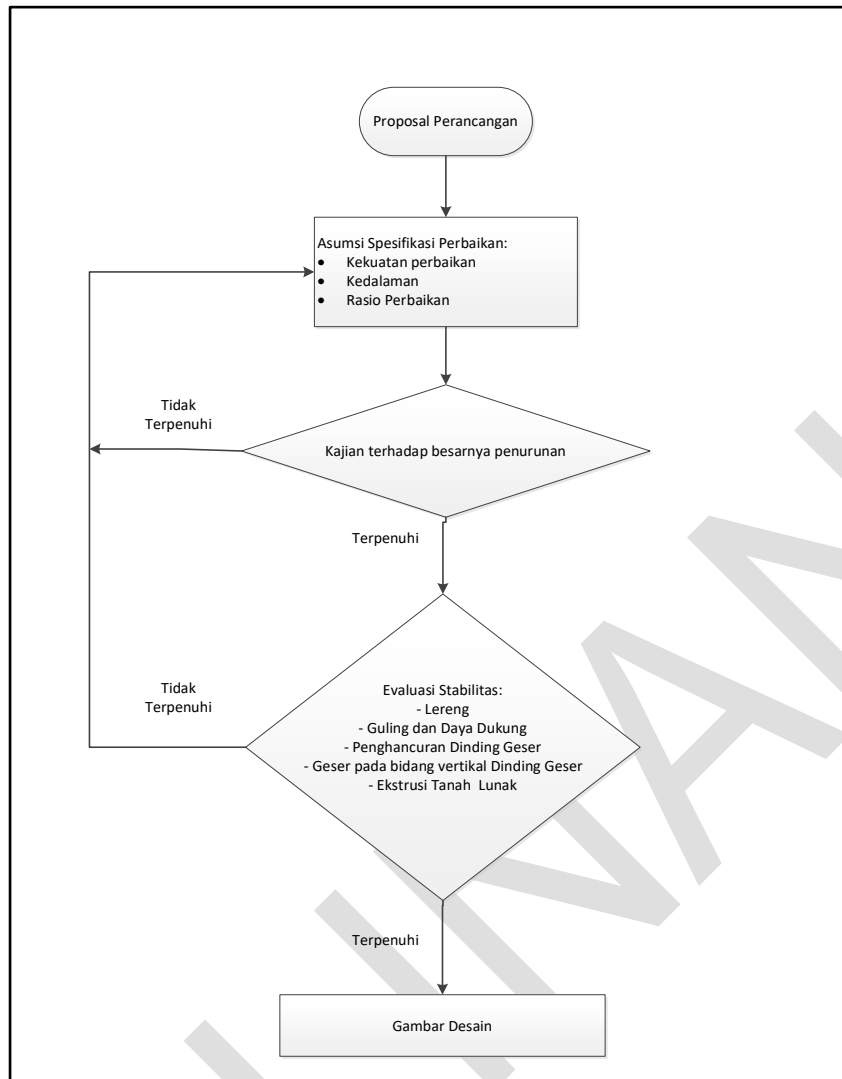 Proposal Perancangan
Asumsi Spesifikasi Perbaikan:
● Kekuatan perbaikan
● Kedalaman
● Rasio Perbaikan
Tidak
Terpenuhi
Kajian terhadap besarnya penurunan
Terpenuhi
Tidak
Terpenuhi
Evaluasi Stabilitas:
- Lereng
- Guling dan Daya Dukung
- Penghancuran Dinding Geser
- Geser pada bidang vertikal Dinding Geser
- Ekstrusi Tanah Lunak
Terpenuhi
Gambar Desain